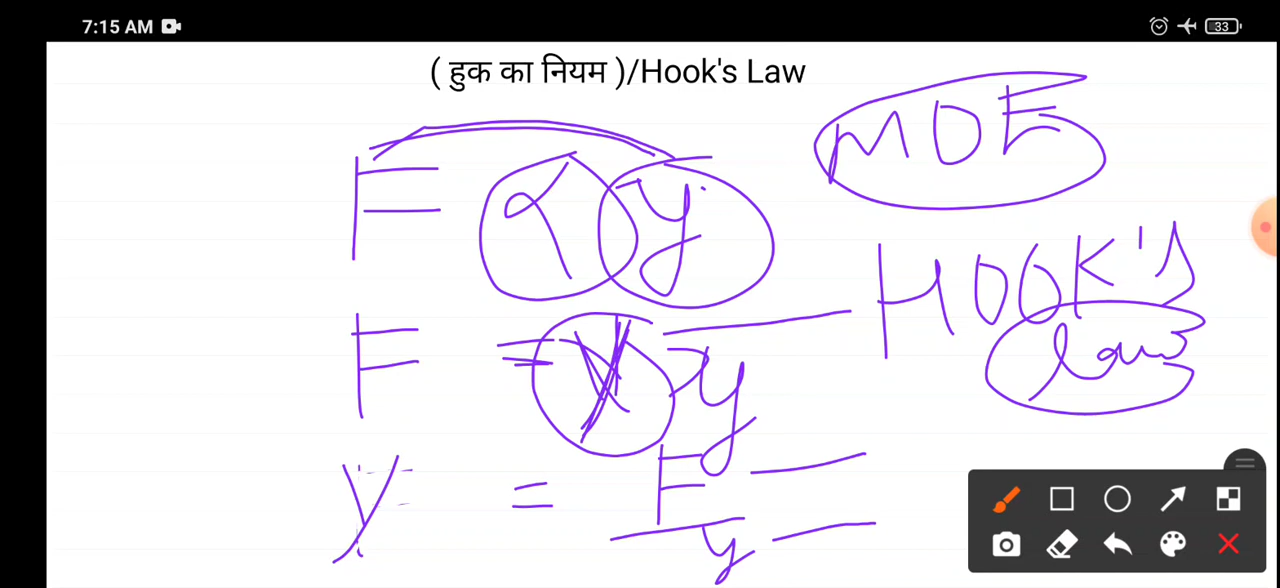 7:15 AM
33
( हुक का नियम )/Hook's Law
MOE
F α y
HOOK'S
law
F = Y y
Y = F
y